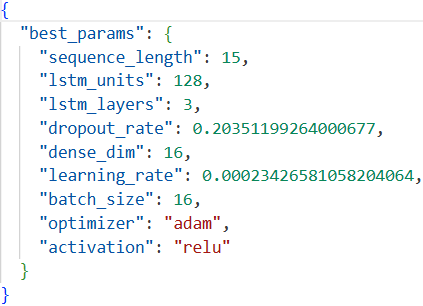 {
  "best_params": {
    "sequence_length": 15,
    "lstm_units": 128,
    "lstm_layers": 3,
    "dropout_rate": 0.20351199264000677,
    "dense_dim": 16,
    "learning_rate": 0.00023426581058204064,
    "batch_size": 16,
    "optimizer": "adam",
    "activation": "relu"
  }
}